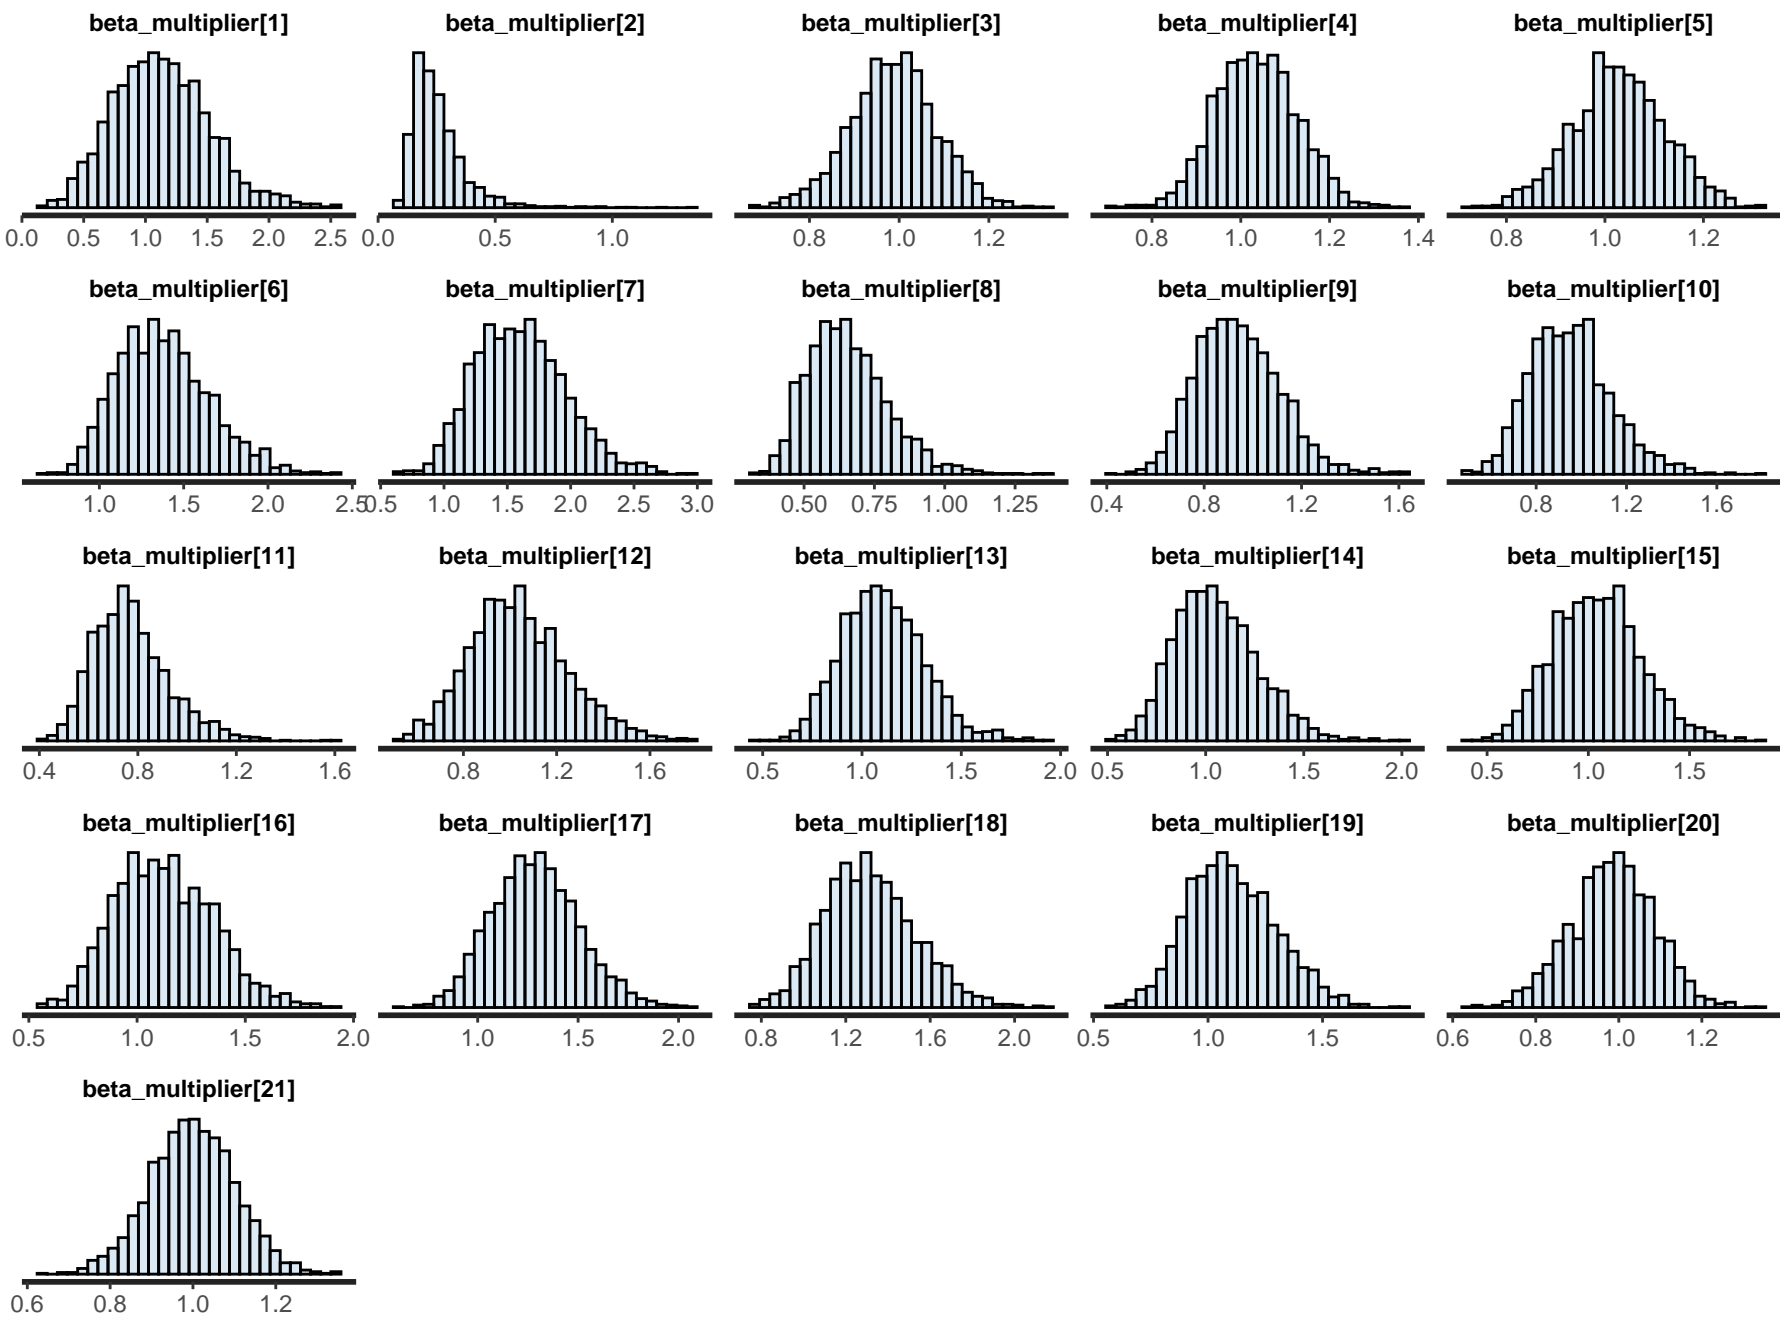 beta_multiplier[1] beta_multiplier[2] beta_multiplier[3] beta_multiplier[4] beta_multiplier[5]
0.0 0.5 1.0 1.5 2.0 2.5 0.0 0.5 1.0 0.8 1.0 1.2 0.8 1.0 1.2 1.4 0.8 1.0 1.2
beta_multiplier[6] beta_multiplier[7] beta_multiplier[8] beta_multiplier[9] beta_multiplier[10]
1.0 1.5 2.0 2.5 0.5 1.0 1.5 2.0 2.5 3.0 0.50 0.75 1.00 1.25 0.4 0.8 1.2 1.6 0.8 1.2 1.6
beta_multiplier[11] beta_multiplier[12] beta_multiplier[13] beta_multiplier[14] beta_multiplier[15]
0.4 0.8 1.2 1.6 0.8 1.2 1.6 0.5 1.0 1.5 2.0 0.5 1.0 1.5 2.0 0.5 1.0 1.5
beta_multiplier[16] beta_multiplier[17] beta_multiplier[18] beta_multiplier[19] beta_multiplier[20]
0.5 1.0 1.5 2.0 1.0 1.5 2.0 0.8 1.2 1.6 2.0 0.5 1.0 1.5 0.6 0.8 1.0 1.2
beta_multiplier[21]
0.6 0.8 1.0 1.2